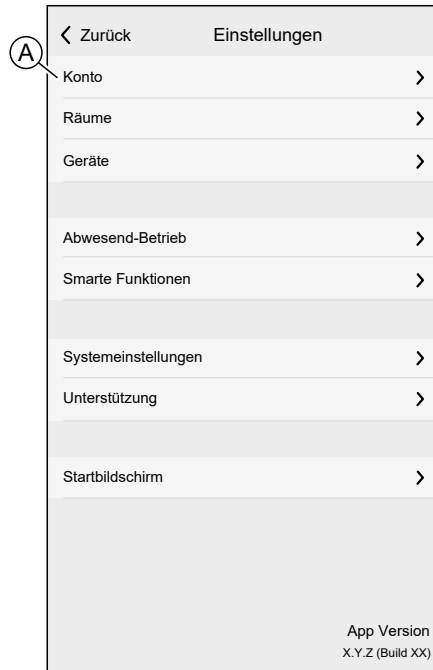 Zurück Einstellungen
A
Konto
Räume
Geräte
Abwesend-Betrieb
Smarte Funktionen
Systemeinstellungen
Unterstützung
Startbildschirm
App Version
X.Y.Z (Build XX)